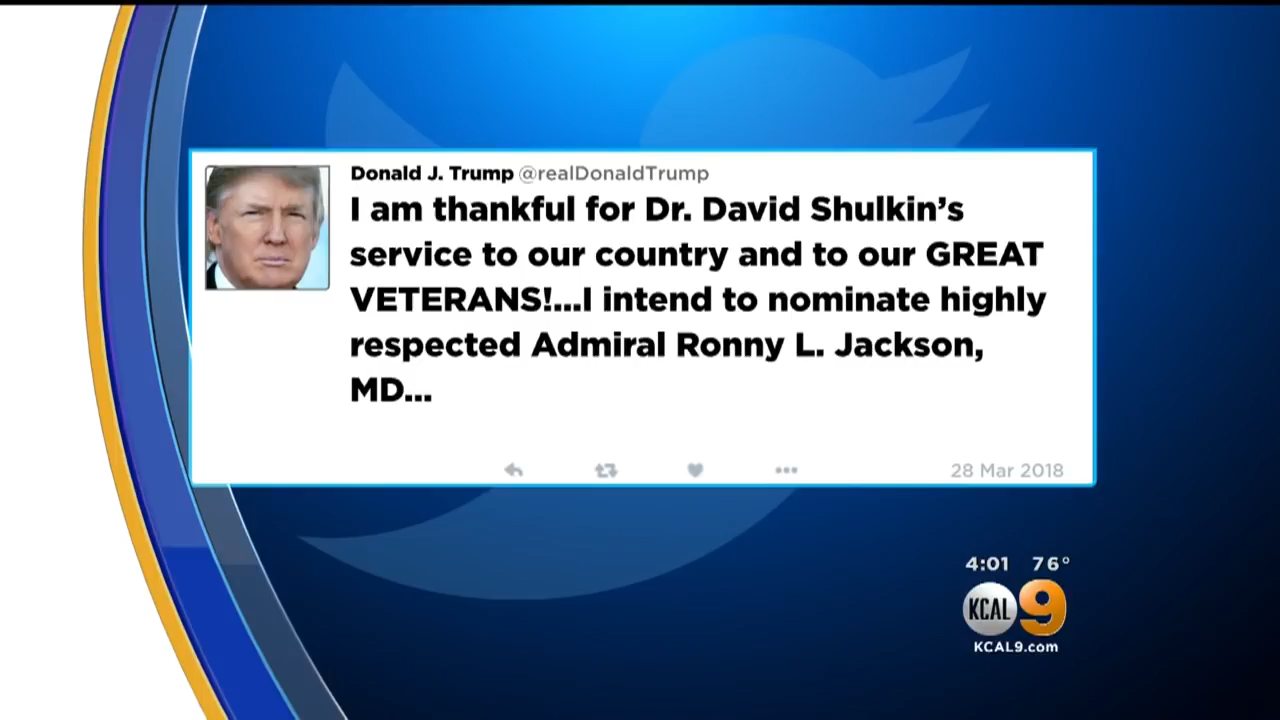 Donald J. Trump @realDonaldTrump
I am thankful for Dr. David Shulkin’s
service to our country and to our GREAT
VETERANS!...I intend to nominate highly
respected Admiral Ronny L. Jackson,
MD...
28 Mar 2018
4:01 76°
KCAL 9
KCAL9.com